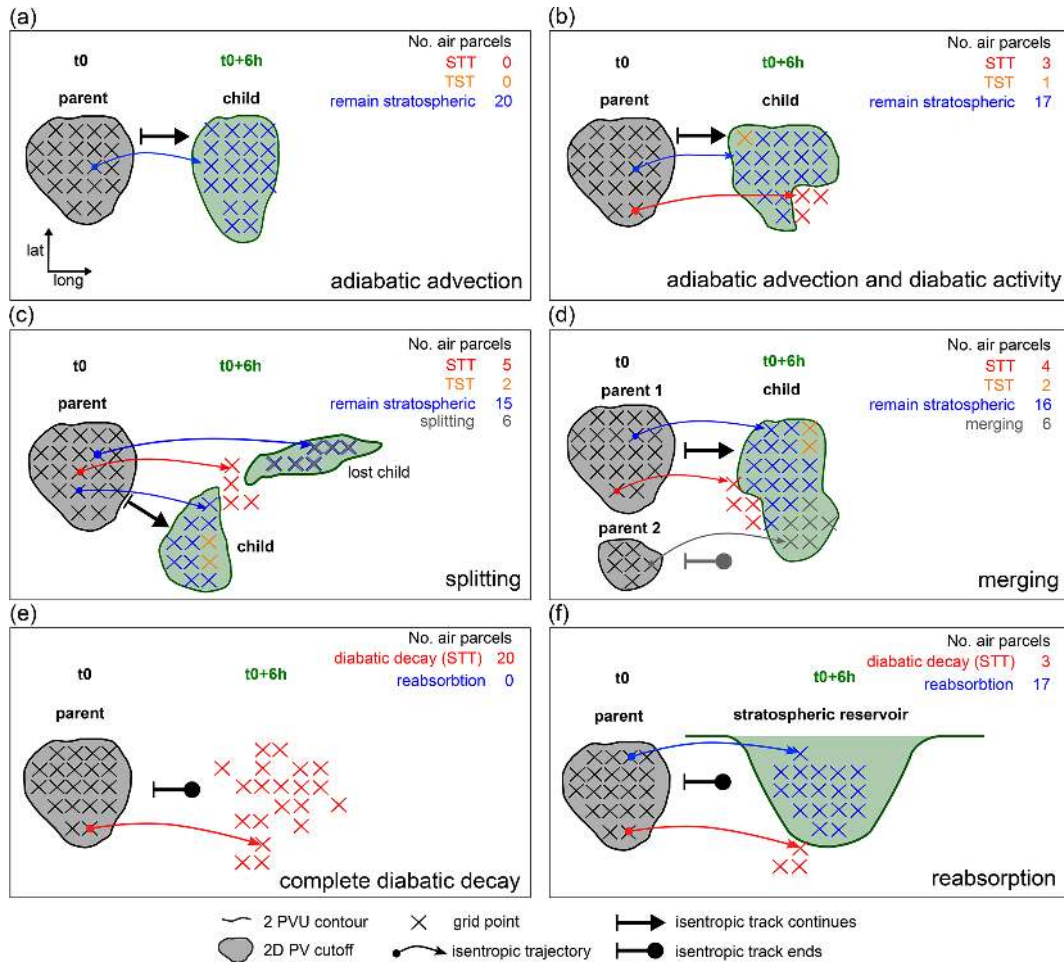 (a)
No. air parcels
t0 t0+6h STT 0
TST 0
parent child remain stratospheric 20
lat
long
adiabatic advection
(b)
No. air parcels
t0 t0+6h STT 3
TST 1
parent child remain stratospheric 17
adiabatic advection and diabatic activity
(c)
No. air parcels
t0 t0+6h STT 5
TST 2
parent remain stratospheric 15
splitting 6
lost child
child
splitting
(d)
No. air parcels
t0 t0+6h STT 4
parent 1 child TST 2
remain stratospheric 16
merging 6
parent 2
merging
(e)
No. air parcels
diabatic decay (STT) 20
t0 t0+6h reabsorbtion 0
parent
complete diabatic decay
(f)
No. air parcels
diabatic decay (STT) 3
t0 t0+6h reabsorbtion 17
parent stratospheric reservoir
reabsorption
2 PVU contour grid point isentropic track continues
2D PV cutoff isentropic trajectory isentropic track ends